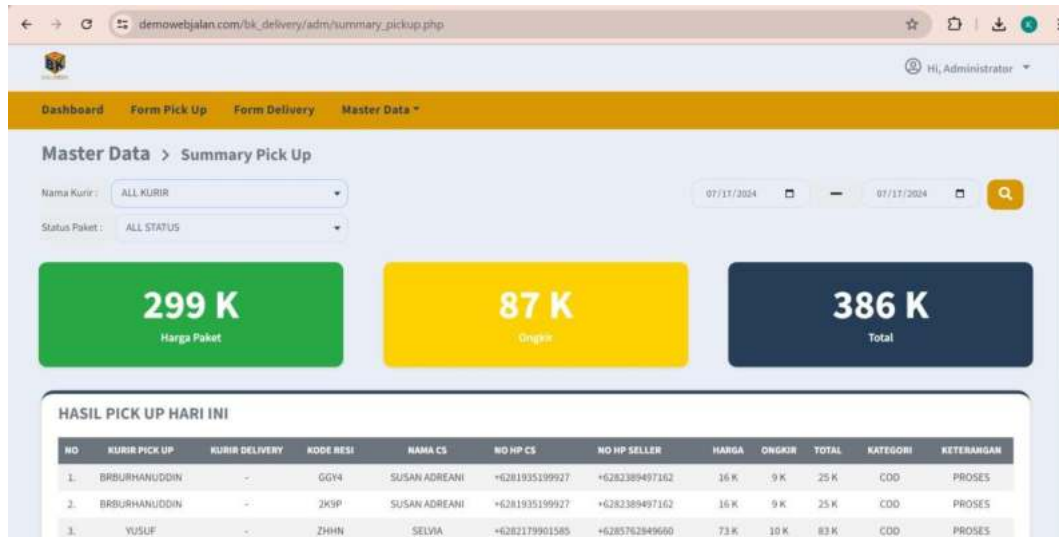 demowebjalan.com/bk_delivery/adm/summary_pickup.php
K
BK
Hi, Administrator
Dashboard Form Pick Up Form Delivery Master Data
Master Data > Summary Pick Up
Nama Kurir : ALL KURIR 07/17/2024 — 07/17/2024
Status Paket : ALL STATUS
299 K 87 K 386 K
Harga Paket Ongkir Total
HASIL PICK UP HARI INI
NO KURIR PICK UP KURIR DELIVERY KODE RESI NAMA CS NO HP CS NO HP SELLER HARGA ONGKIR TOTAL KATEGORI KETERANGAN
1. BRBURHANUDDIN - GGY4 SUSAN ADREANI +6281935199927 +6282389497162 16 K 9 K 25 K COD PROSES
2. BRBURHANUDDIN - 2K9P SUSAN ADREANI +6281935199927 +6282389497162 16 K 9 K 25 K COD PROSES
3. YUSUF - ZHHN SELVIA +6282179901585 +6285762849660 73 K 10 K 83 K COD PROSES